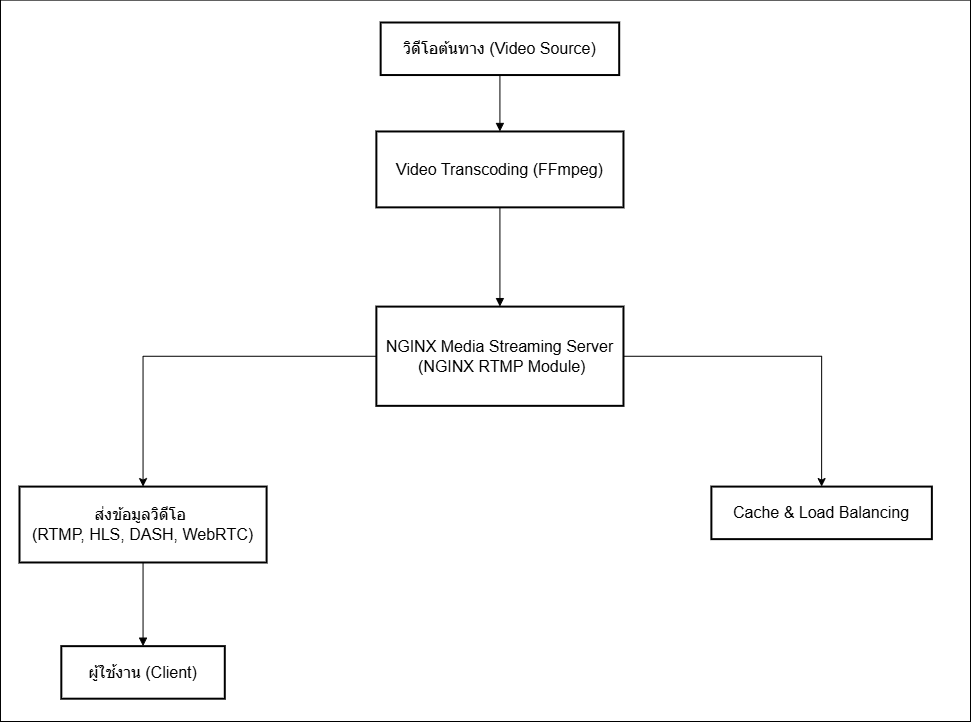 วิดีโอต้นทาง (Video Source)
Video Transcoding (FFmpeg)
NGINX Media Streaming Server
(NGINX RTMP Module)
ส่งข้อมูลวิดีโอ
(RTMP, HLS, DASH, WebRTC)
Cache & Load Balancing
ผู้ใช้งาน (Client)